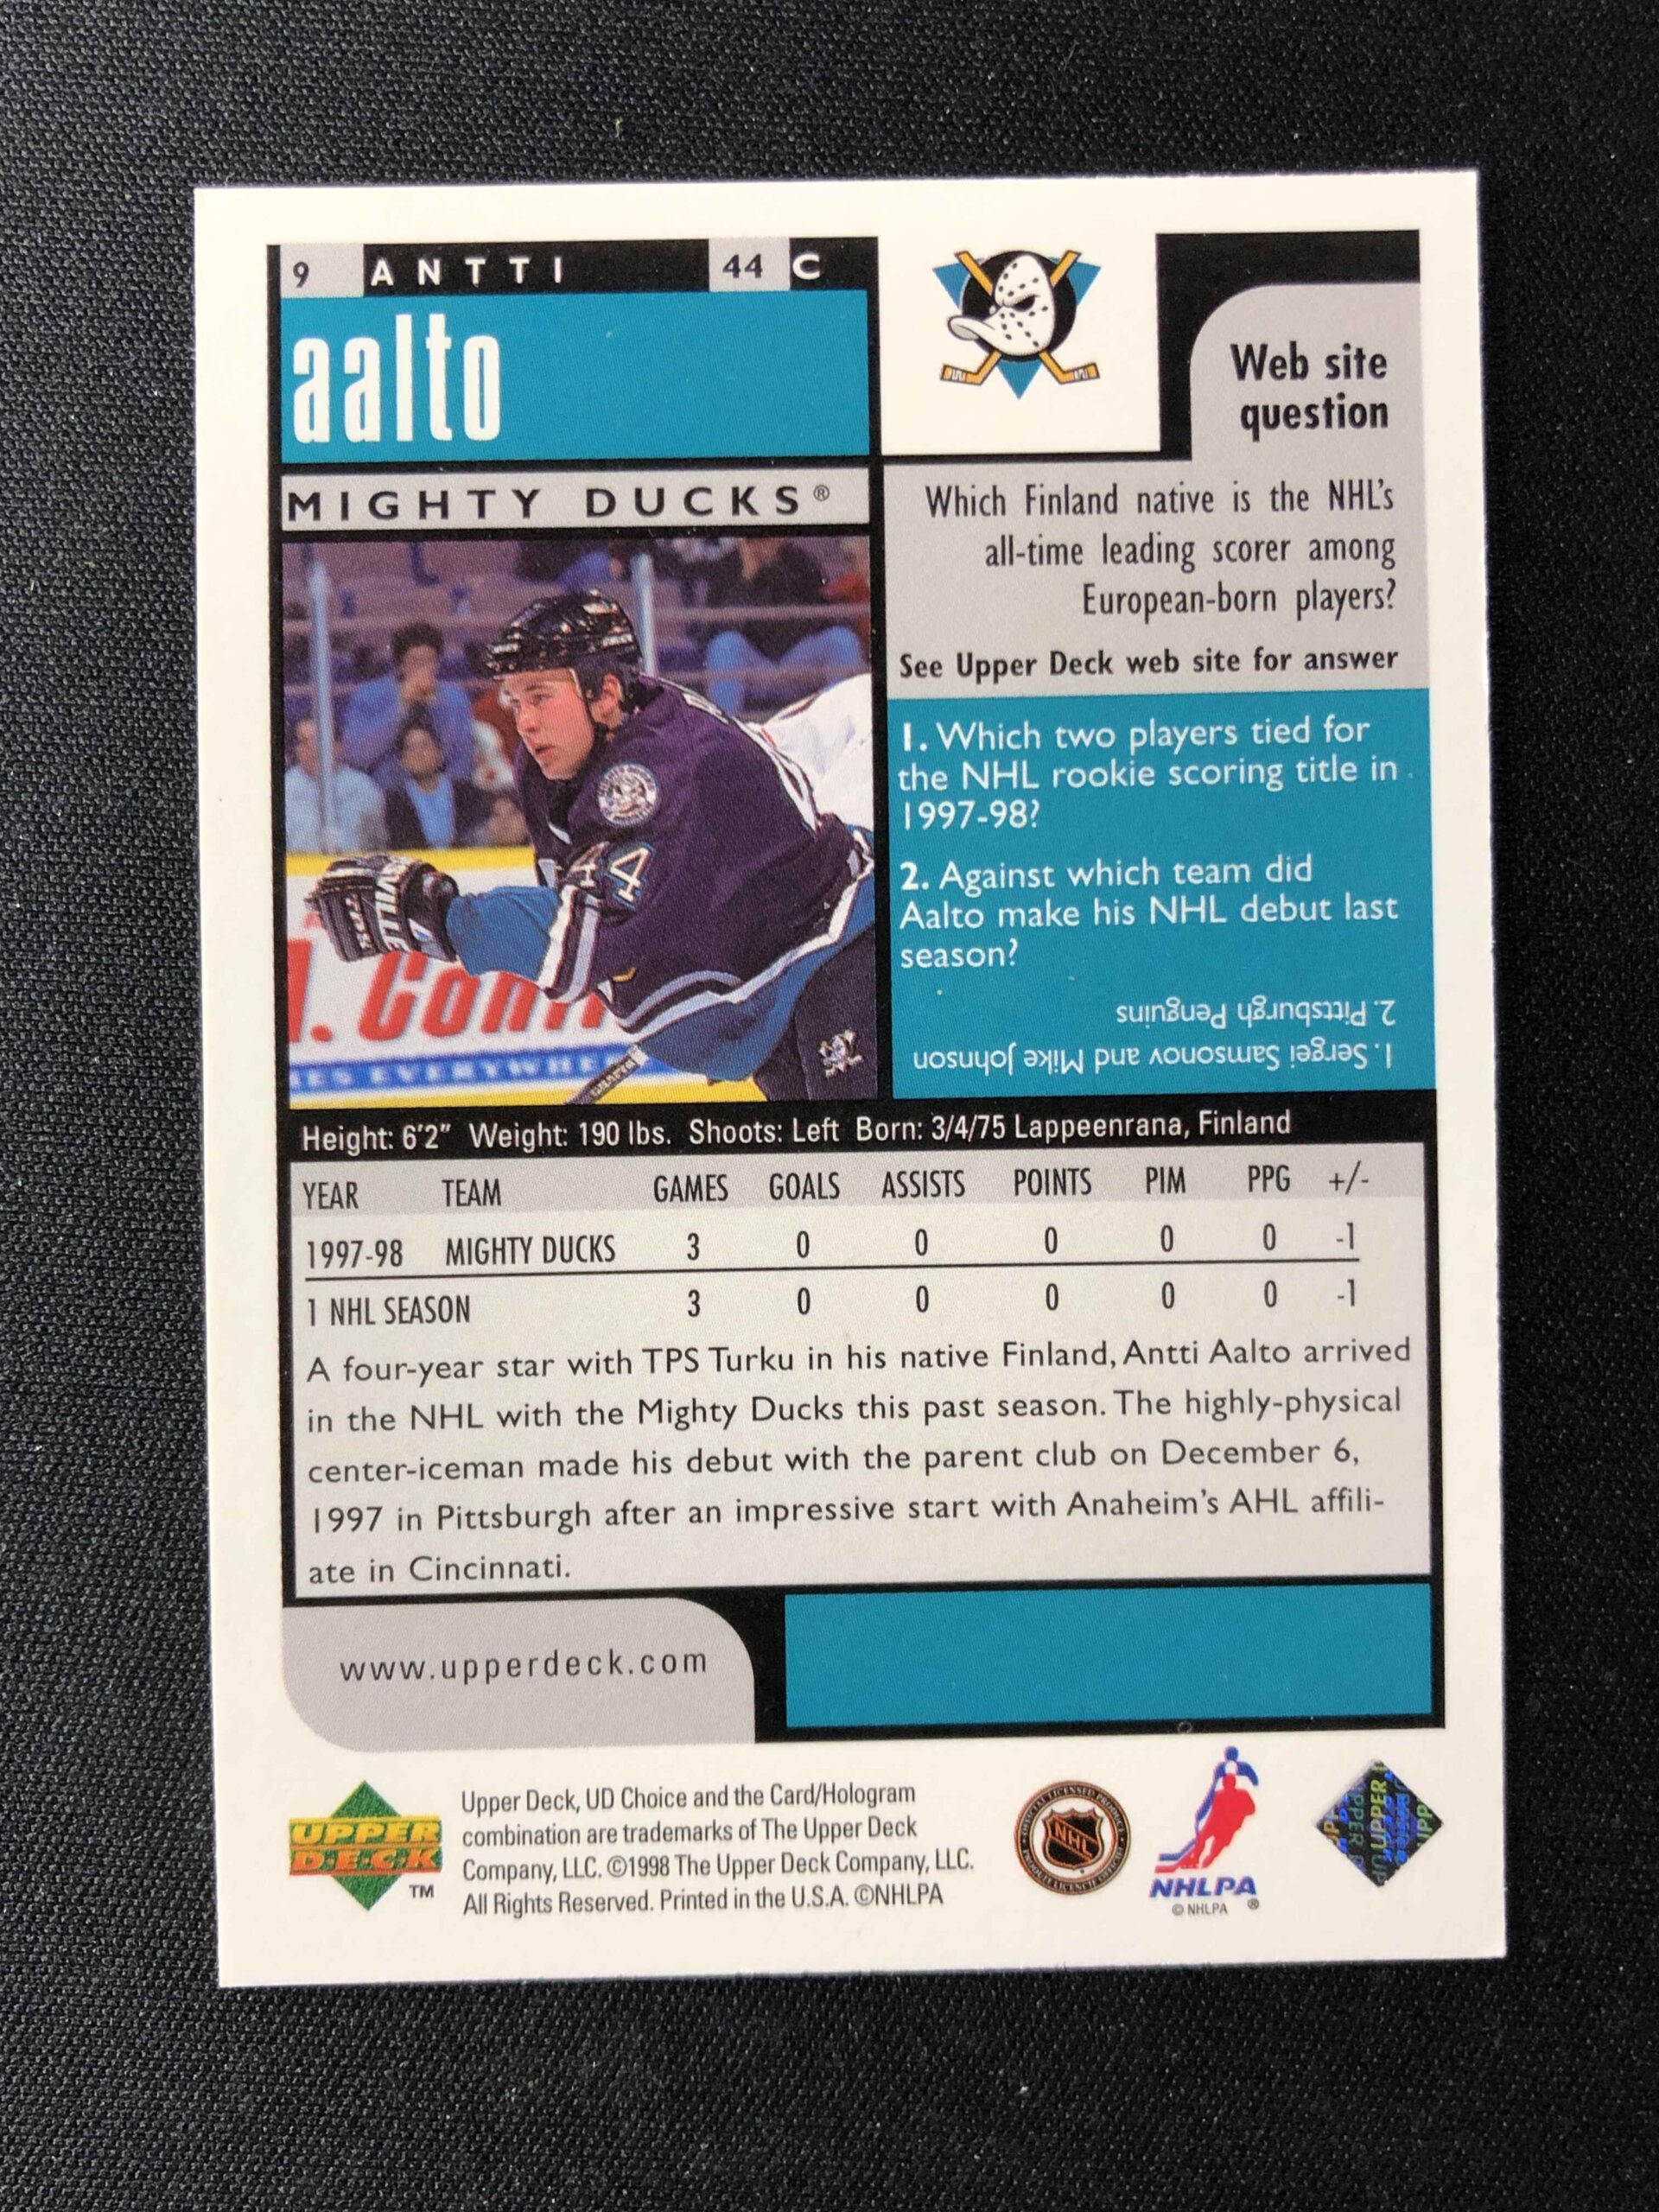 9 ANTTI 44 C
aalto
MIGHTY DUCKS®
Web site
question
Which Finland native is the NHL's
all-time leading scorer among
European-born players?
See Upper Deck web site for answer
1. Which two players tied for
the NHL rookie scoring title in
1997-98?
2. Against which team did
Aalto make his NHL debut last
season?
1. Sergei Samsonov and Mike Johnson
2. Pittsburgh Penguins
44
Height: 6'2" Weight: 190 lbs. Shoots: Left Born: 3/4/75 Lappeenrana, Finland
YEAR TEAM GAMES GOALS ASSISTS POINTS PIM PPG +/-
1997-98 MIGHTY DUCKS 3 0 0 0 0 0 -1
1 NHL SEASON 3 0 0 0 0 0 -1
A four-year star with TPS Turku in his native Finland, Antti Aalto arrived
in the NHL with the Mighty Ducks this past season. The highly-physical
center-iceman made his debut with the parent club on December 6,
1997 in Pittsburgh after an impressive start with Anaheim's AHL affili-
ate in Cincinnati.
www.upperdeck.com
UPPER
DECK
TM
Upper Deck, UD Choice and the Card/Hologram
combination are trademarks of The Upper Deck
Company, LLC. ©1998 The Upper Deck Company, LLC.
All Rights Reserved. Printed in the U.S.A. ©NHLPA
NHL
NHLPA
© NHLPA ®
UPPER